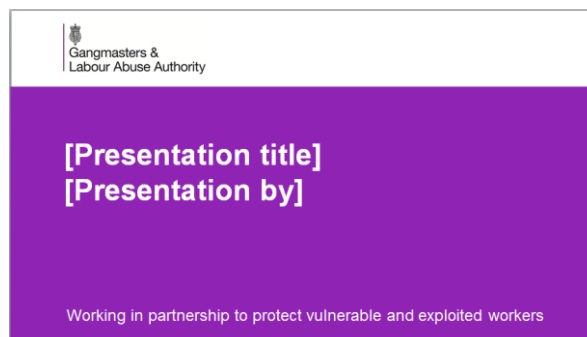 Gangmasters &
Labour Abuse Authority
[Presentation title]
[Presentation by]
Working in partnership to protect vulnerable and exploited workers